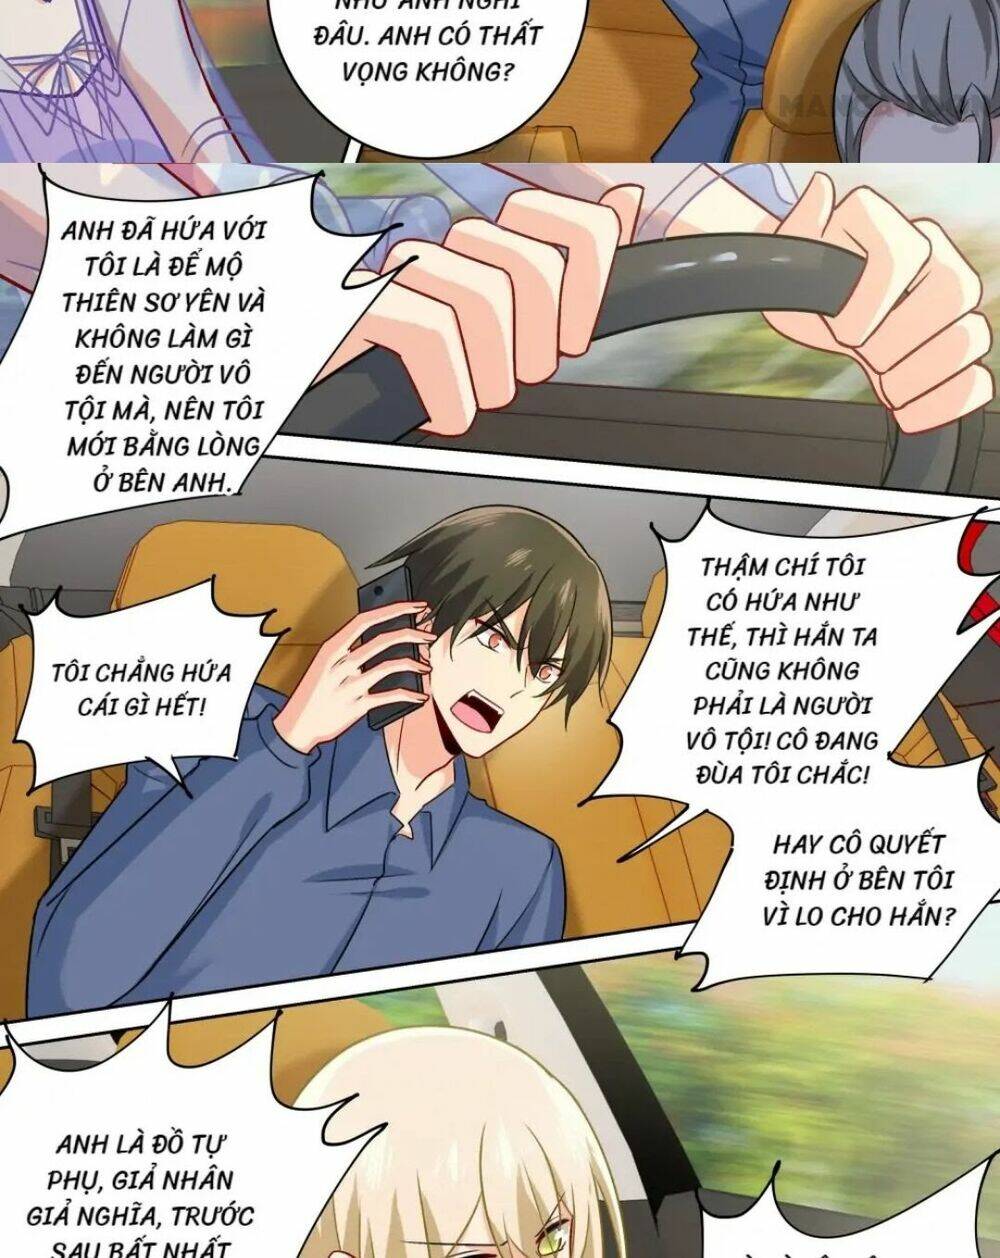 NHƯ ANH NGHĨ
ĐÂU. ANH CÓ THẤT
VỌNG KHÔNG?
ANH ĐÃ HỨA VỚI
TÔI LÀ ĐỂ MỘ
THIÊN SƠ YÊN VÀ
KHÔNG LÀM GÌ
ĐẾN NGƯỜI VÔ
TỘI MÀ, NÊN TÔI
MỚI BẰNG LÒNG
Ở BÊN ANH.
THẬM CHÍ TÔI
CÓ HỨA NHƯ
THẾ, THÌ HẮN TA
CŨNG KHÔNG
PHẢI LÀ NGƯỜI
VÔ TỘI! CÔ ĐANG
ĐÙA TÔI CHẮC!
TÔI CHẲNG HỨA
CÁI GÌ HẾT!
HAY CÔ QUYẾT
ĐỊNH Ở BÊN TÔI
VÌ LO CHO HẮN?
ANH LÀ ĐỒ TỰ
PHỤ, GIẢ NHÂN
GIẢ NGHĨA, TRƯỚC
SAU BẤT NHẤT